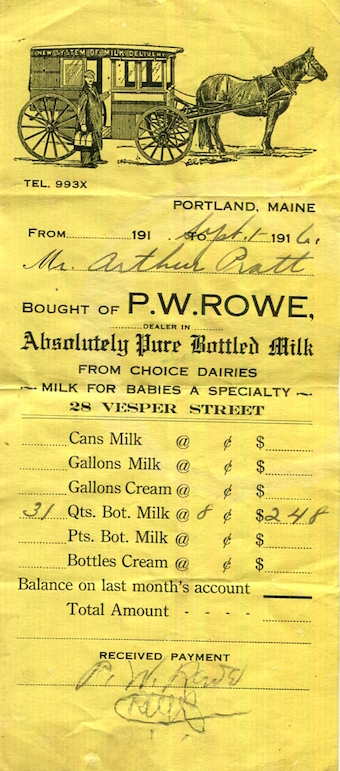 NEW SYSTEM OF MILK DELIVERY
TEL. 993X
PORTLAND, MAINE
FROM..............191 . TO Sept. 1- 1916.
Mr. Arthur Pratt
BOUGHT OF P.W.ROWE,
..........DEALER IN..........
Absolutely Pure Bottled Milk
FROM CHOICE DAIRIES
MILK FOR BABIES A SPECIALTY
28 VESPER STREET
Cans Milk @ ¢ $
Gallons Milk @ ¢ $
Gallons Cream @ ¢ $
31 Qts. Bot. Milk @ 8 ¢ $2 48
Pts. Bot. Milk @ ¢ $
Bottles Cream @ ¢ $
Balance on last month's account
Total Amount - - - -
RECEIVED PAYMENT
P. W. Rowe